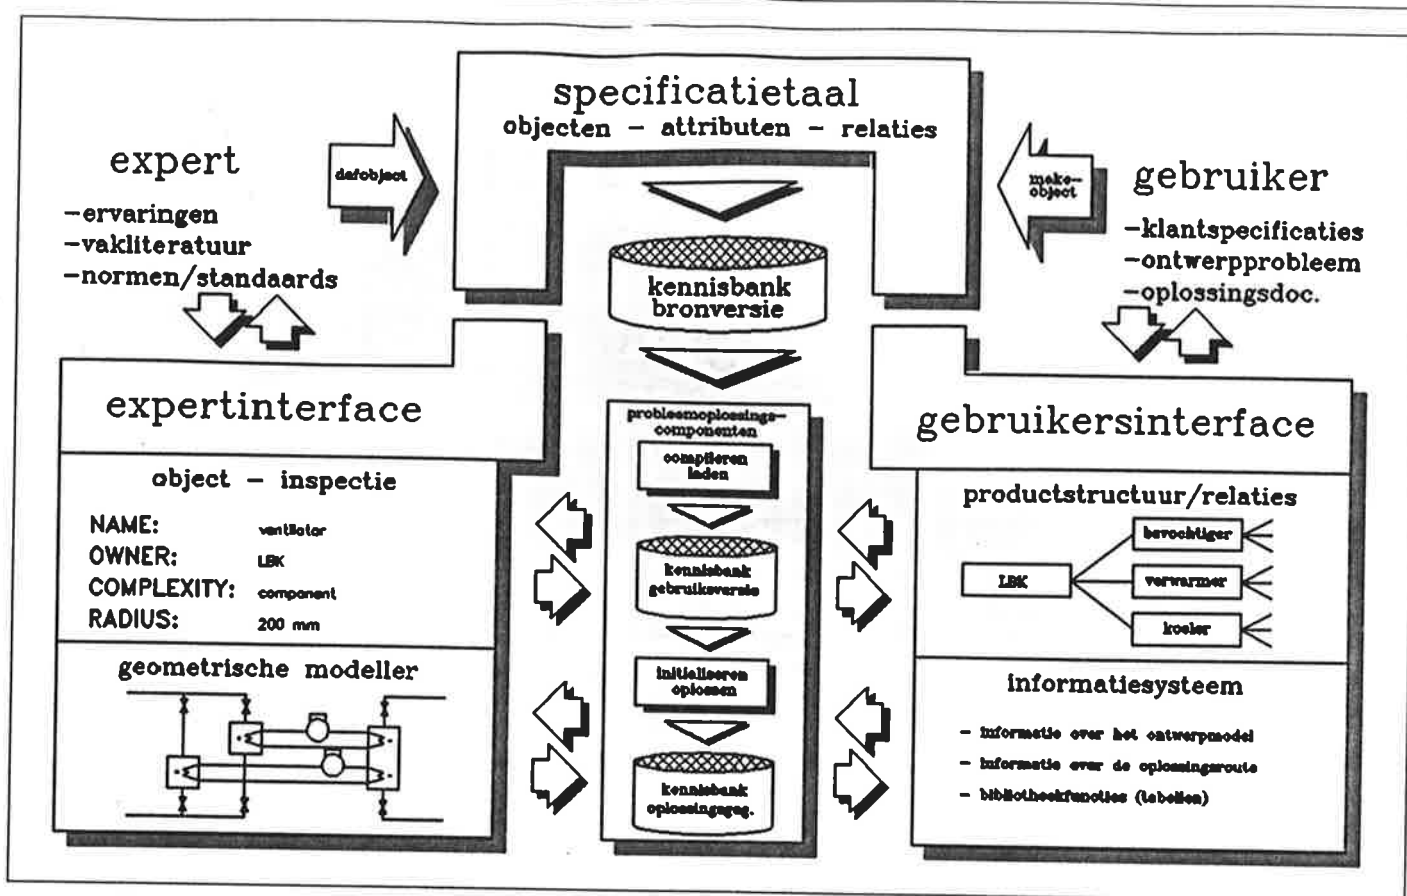 specificatietaal
objecten - attributen - relaties
expert
-ervaringen
-vakliteratuur
-normen/standaards
defobject
make-
object
gebruiker
-klantspecificaties
-ontwerpprobleem
-oplossingsdoc.
kennisbank
bronversie
expertinterface
object - inspectie
NAME: ventilator
OWNER: LBK
COMPLEXITY: component
RADIUS: 200 mm
geometrische modeller
probleemoplossings-
componenten
compileren
laden
kennisbank
gebruiksversie
initialiseren
oplossen
kennisbank
oplossingsgeg.
gebruikersinterface
productstructuur/relaties
LBK
bevochtiger
verwarmer
koeler
informatiesysteem
- informatie over het ontwerpmodel
- informatie over de oplossingsroute
- bibliotheekfuncties (tabellen)